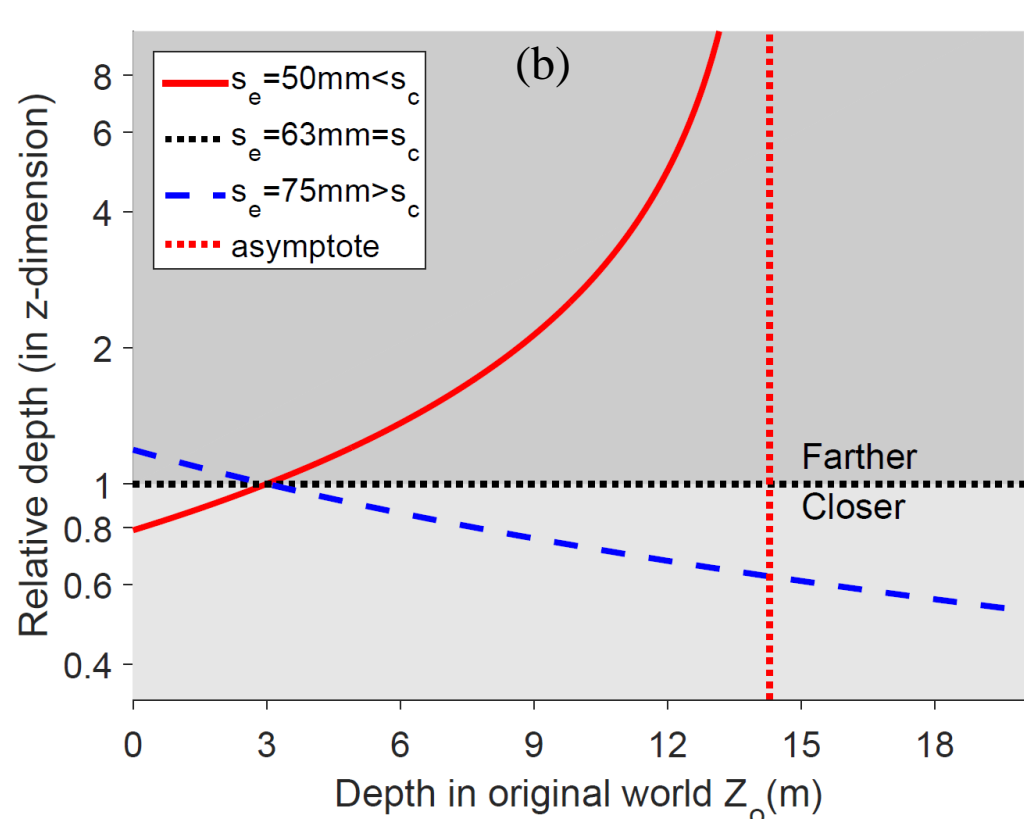 (b)
s_e=50mm<s_c
s_e=63mm=s_c
s_e=75mm>s_c
asymptote
Relative depth (in z-dimension)
8
6
4
2
1
0.8
0.6
0.4
Farther
Closer
0 3 6 9 12 15 18
Depth in original world Z_o(m)